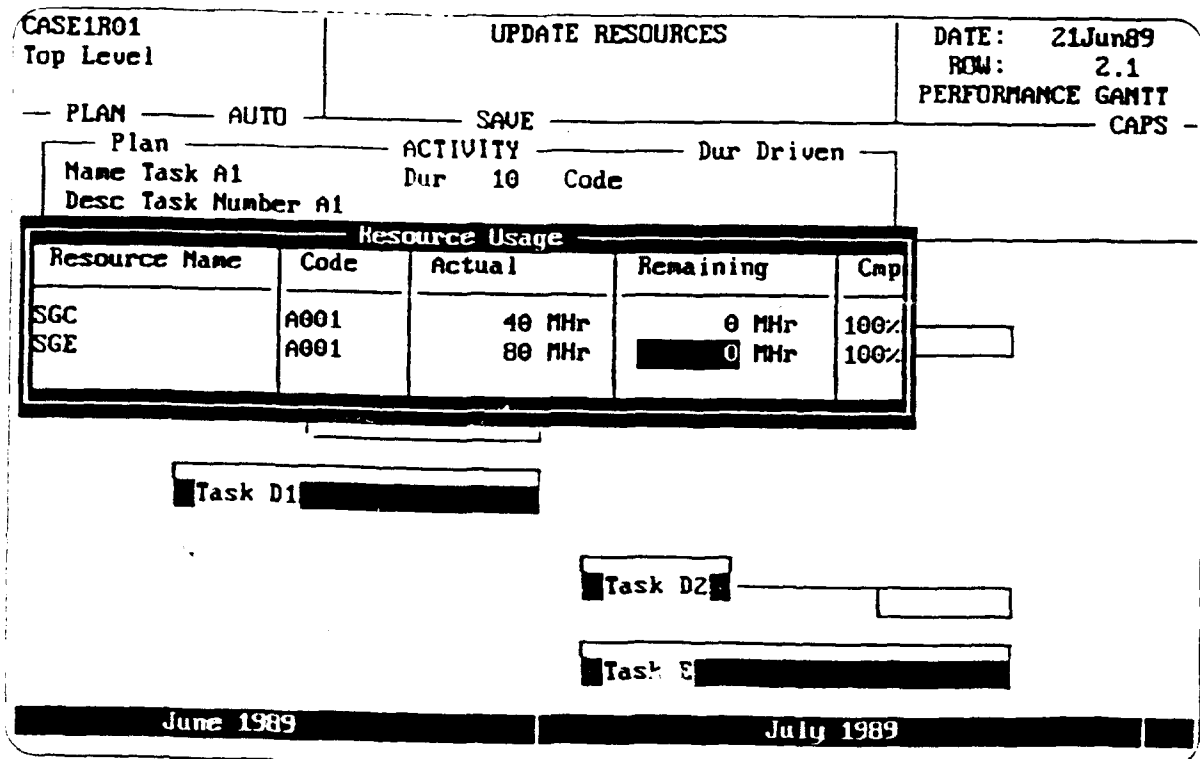 CASE1R01 UPDATE RESOURCES DATE: 21Jun89
Top Level ROW: 2.1
PERFORMANCE GANTT
PLAN AUTO SAVE CAPS
Plan ACTIVITY Dur Driven
Name Task A1 Dur 10 Code
Desc Task Number A1
Resource Usage
Resource Name Code Actual Remaining Cmp
SGC A001 40 MHr 0 MHr 100%
SGE A001 80 MHr 0 MHr 100%
Task D1
Task D2
Task E
June 1989 July 1989